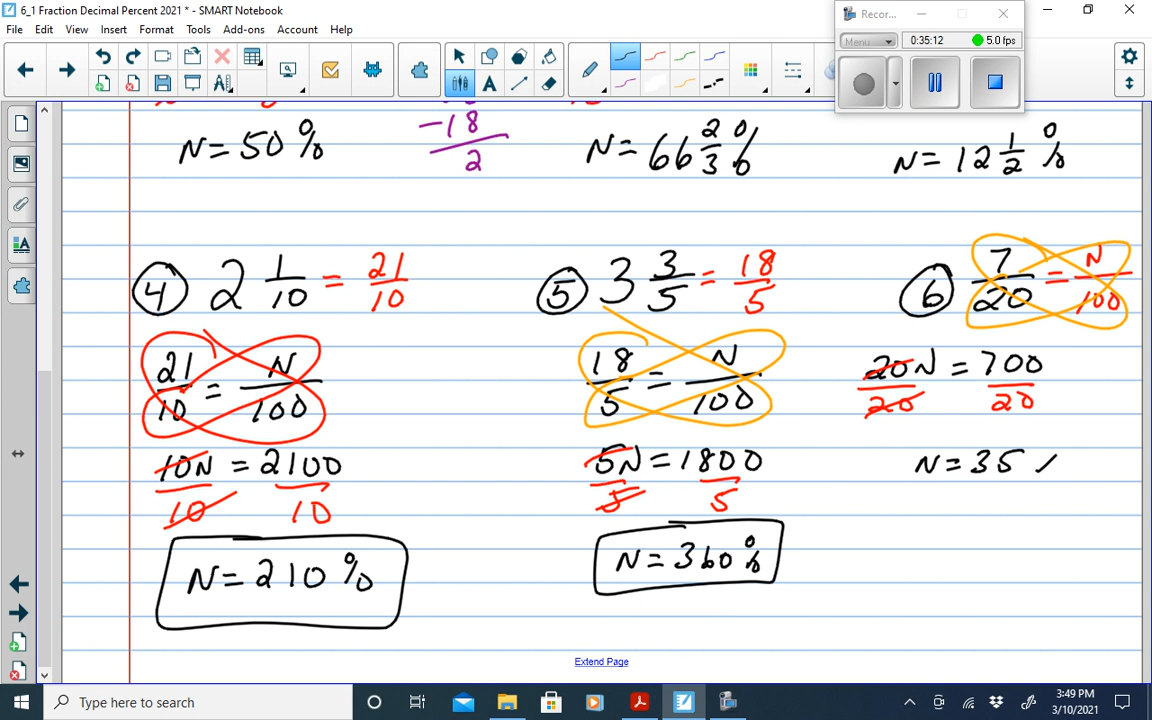 6_1 Fraction Decimal Percent 2021 * - SMART Notebook
Recor...
File Edit View Insert Format Tools Add-ons Account Help
Menu 0:35:12 5.0 fps
-18
2
N=50%
N=66 2/3 %
N=12 1/2 %
4 2 1/10 = 21/10
5 3 3/5 = 18/5
6 7/20 = N/100
21/10 = N/100
18/5 = N/100
20N/20 = 700/20
10N/10 = 2100/10
5N/5 = 1800/5
N=35
N=210%
N=360%
Extend Page
Type here to search
3:49 PM
3/10/2021